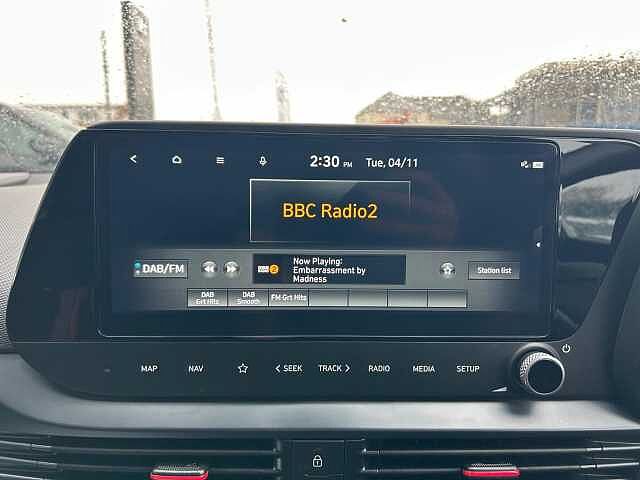 2:30 PM Tue, 04/11
BBC Radio2
DAB/FM
Now Playing:
Embarrassment by
Madness
Station list
DAB
Grt Hits
DAB
Smooth
FM Grt Hits
MAP NAV SEEK TRACK RADIO MEDIA SETUP